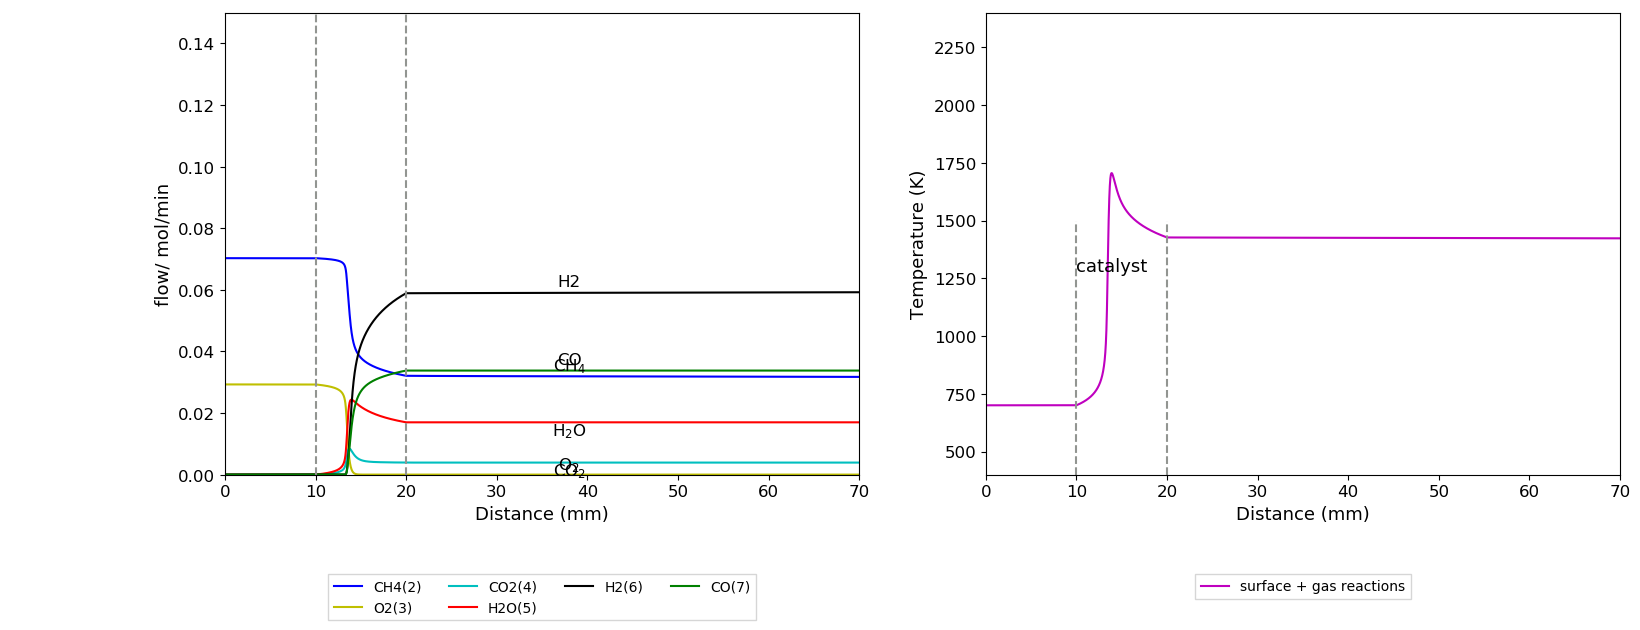 0.14
0.12
0.10
0.08
0.06
0.04
0.02
0.00
flow/ mol/min
H2
CO
CH₄
H₂O
O₂
CO₂
0 10 20 30 40 50 60 70
Distance (mm)
CH4(2) CO2(4) H2(6) CO(7)
O2(3) H2O(5)
2250
2000
1750
1500
1250
1000
750
500
Temperature (K)
catalyst
0 10 20 30 40 50 60 70
Distance (mm)
surface + gas reactions